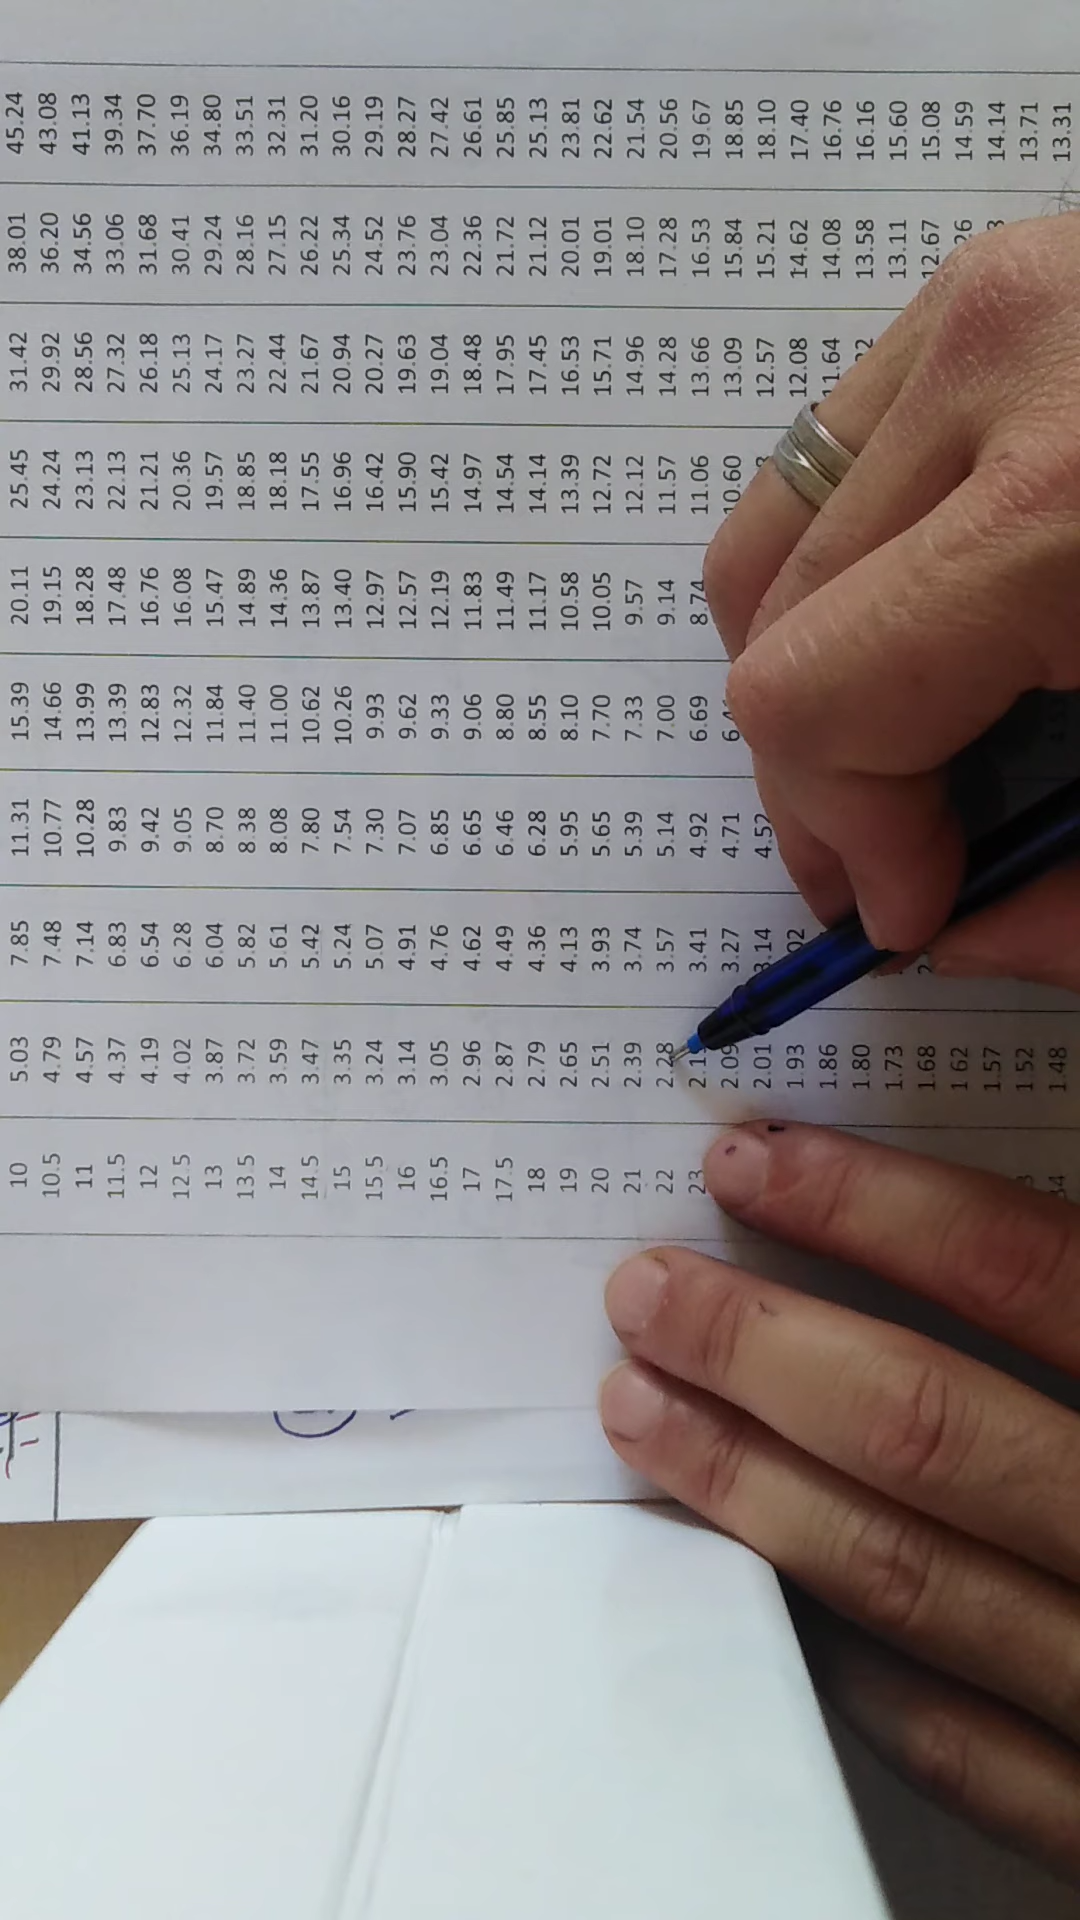 10 5.03 7.85 11.31 15.39 20.11 25.45 31.42 38.01 45.24
10.5 4.79 7.48 10.77 14.66 19.15 24.24 29.92 36.20 43.08
11 4.57 7.14 10.28 13.99 18.28 23.13 28.56 34.56 41.13
11.5 4.37 6.83 9.83 13.39 17.48 22.13 27.32 33.06 39.34
12 4.19 6.54 9.42 12.83 16.76 21.21 26.18 31.68 37.70
12.5 4.02 6.28 9.05 12.32 16.08 20.36 25.13 30.41 36.19
13 3.87 6.04 8.70 11.84 15.47 19.57 24.17 29.24 34.80
13.5 3.72 5.82 8.38 11.40 14.89 18.85 23.27 28.16 33.51
14 3.59 5.61 8.08 11.00 14.36 18.18 22.44 27.15 32.31
14.5 3.47 5.42 7.80 10.62 13.87 17.55 21.67 26.22 31.20
15 3.35 5.24 7.54 10.26 13.40 16.96 20.94 25.34 30.16
15.5 3.24 5.07 7.30 9.93 12.97 16.42 20.27 24.52 29.19
16 3.14 4.91 7.07 9.62 12.57 15.90 19.63 23.76 28.27
16.5 3.05 4.76 6.85 9.33 12.19 15.42 19.04 23.04 27.42
17 2.96 4.62 6.65 9.06 11.83 14.97 18.48 22.36 26.61
17.5 2.87 4.49 6.46 8.80 11.49 14.54 17.95 21.72 25.85
18 2.79 4.36 6.28 8.55 11.17 14.14 17.45 21.12 25.13
19 2.65 4.13 5.95 8.10 10.58 13.39 16.53 20.01 23.81
20 2.51 3.93 5.65 7.70 10.05 12.72 15.71 19.01 22.62
21 2.39 3.74 5.39 7.33 9.57 12.12 14.96 18.10 21.54
22 2.28 3.57 5.14 7.00 9.14 11.57 14.28 17.28 20.56
23 3.41 4.92 6.69 8.74 11.06 13.66 16.53 19.67
2.09 3.27 4.71 10.60 13.09 15.84 18.85
2.01 3.14 4.52 12.57 15.21 18.10
1.93 12.08 14.62 17.40
1.86 11.64 14.08 16.76
1.80 13.58 16.16
1.73 13.11 15.60
1.68 12.67 15.08
1.62 14.59
1.57 14.14
1.52 13.71
1.48 13.31